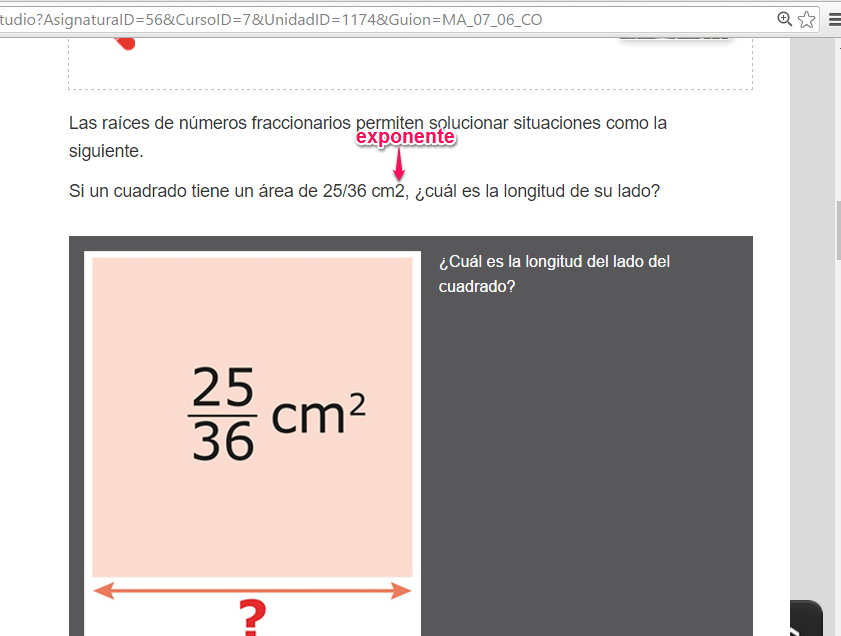 tudio?AsignaturaID=56&CursoID=7&UnidadID=1174&Guion=MA_07_06_CO
Las raíces de números fraccionarios permiten solucionar situaciones como la
siguiente.
exponente
Si un cuadrado tiene un área de 25/36 cm2, ¿cuál es la longitud de su lado?
¿Cuál es la longitud del lado del
cuadrado?
25
36
cm²
?